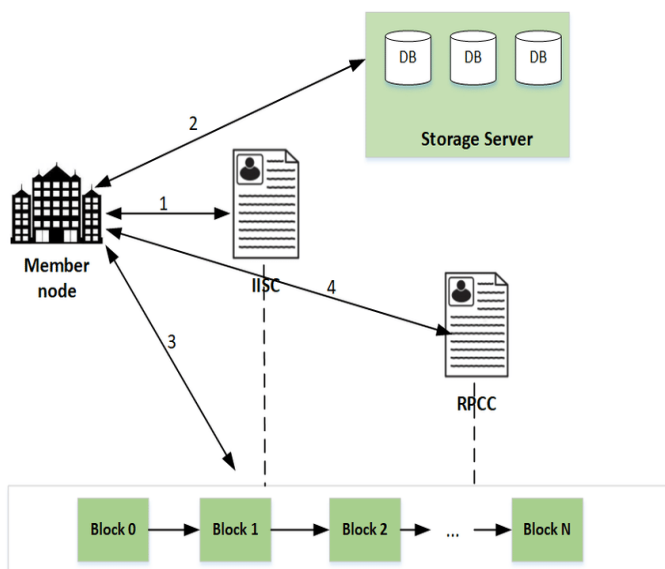 DB DB DB
Storage Server
2
1
Member
node
IISC
4
3
RPCC
Block 0 Block 1 Block 2 ... Block N